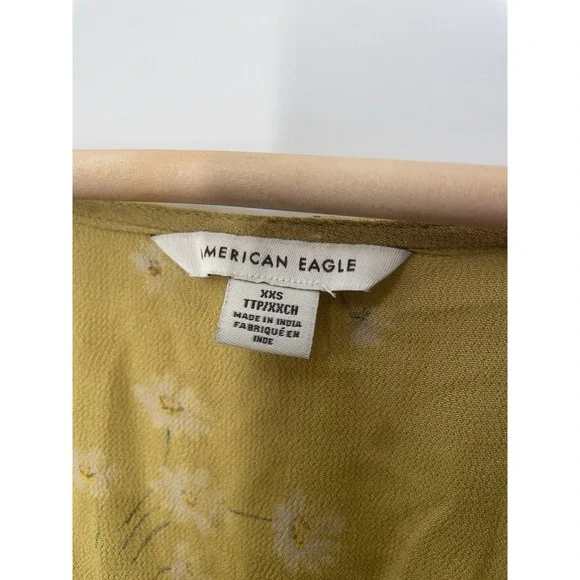 AMERICAN EAGLE
XXS
TTP/XXCH
MADE IN INDIA
FABRIQUÉ EN
INDE